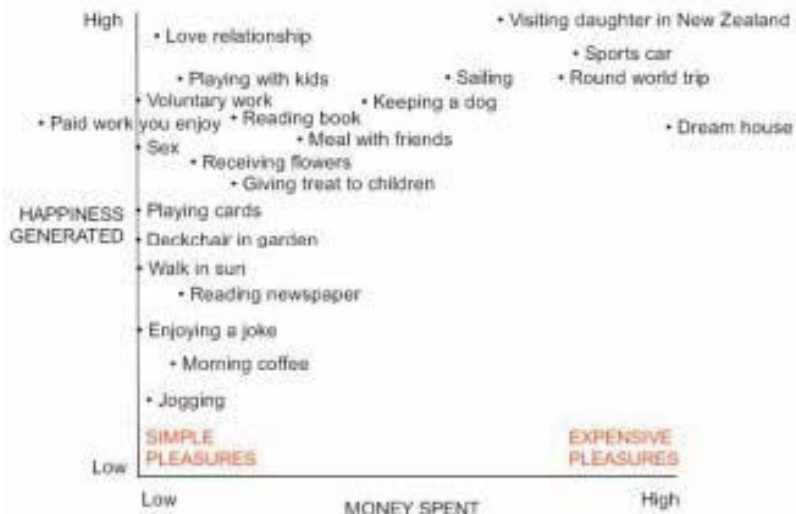 High
• Visiting daughter in New Zealand
• Love relationship
• Sports car
• Playing with kids
• Sailing
• Round world trip
• Voluntary work
• Keeping a dog
• Paid work you enjoy
• Reading book
• Dream house
• Meal with friends
• Sex
• Receiving flowers
• Giving treat to children
HAPPINESS
GENERATED
• Playing cards
• Deckchair in garden
• Walk in sun
• Reading newspaper
• Enjoying a joke
• Morning coffee
• Jogging
SIMPLE
PLEASURES
EXPENSIVE
PLEASURES
Low
Low
MONEY SPENT
High